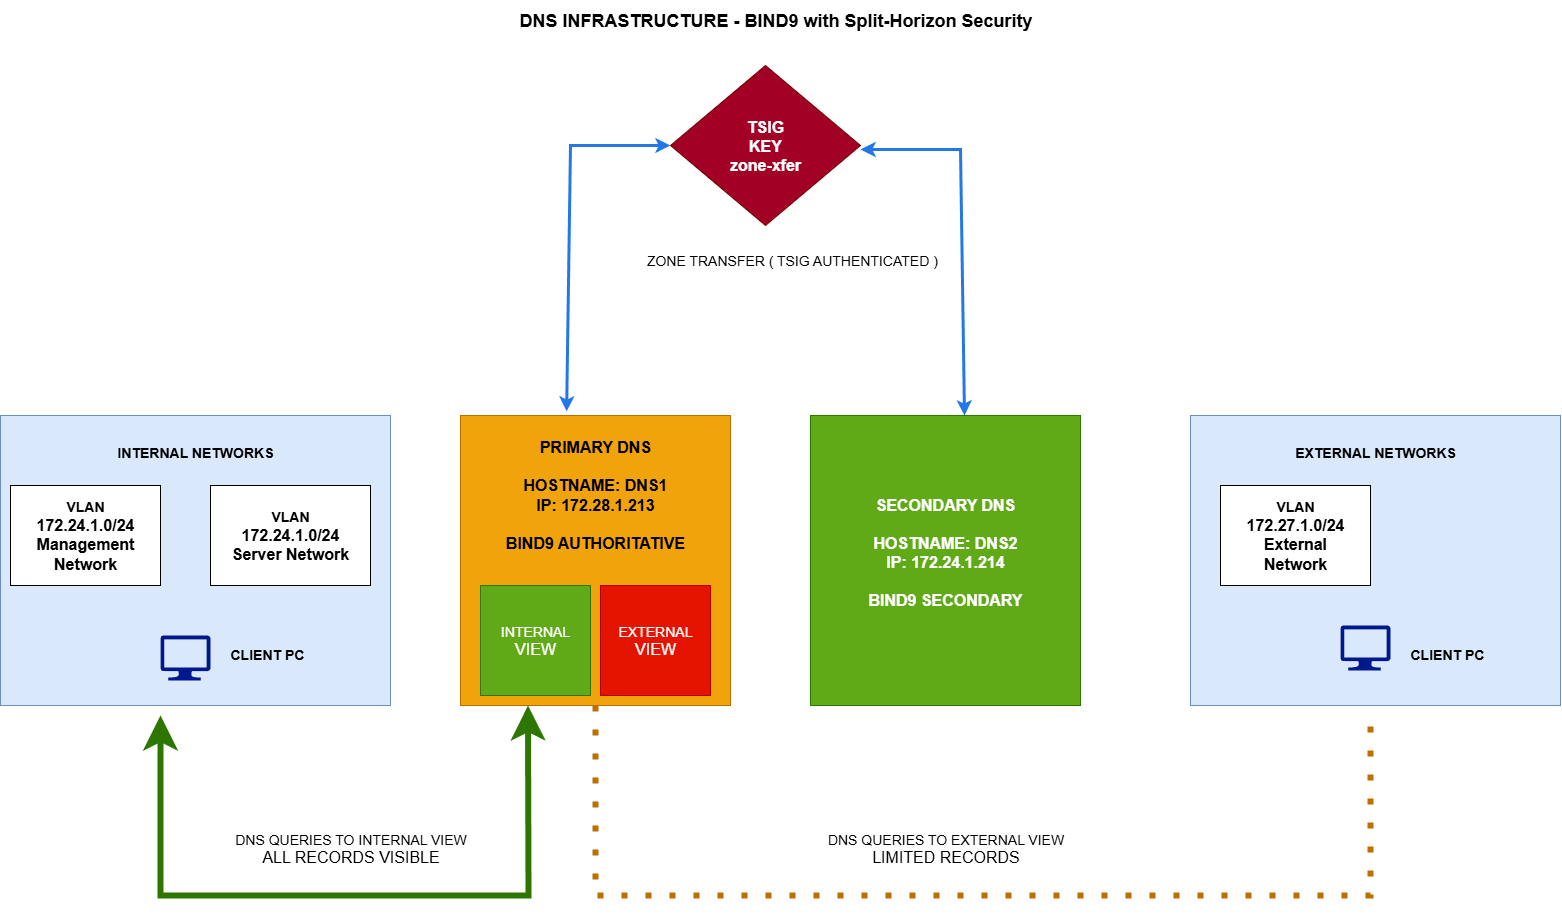 DNS INFRASTRUCTURE - BIND9 with Split-Horizon Security
TSIG
KEY
zone-xfer
ZONE TRANSFER ( TSIG AUTHENTICATED )
INTERNAL NETWORKS
VLAN
172.24.1.0/24
Management
Network
VLAN
172.24.1.0/24
Server Network
CLIENT PC
PRIMARY DNS
HOSTNAME: DNS1
IP: 172.28.1.213
BIND9 AUTHORITATIVE
INTERNAL
VIEW
EXTERNAL
VIEW
SECONDARY DNS
HOSTNAME: DNS2
IP: 172.24.1.214
BIND9 SECONDARY
EXTERNAL NETWORKS
VLAN
172.27.1.0/24
External
Network
CLIENT PC
DNS QUERIES TO INTERNAL VIEW
ALL RECORDS VISIBLE
DNS QUERIES TO EXTERNAL VIEW
LIMITED RECORDS